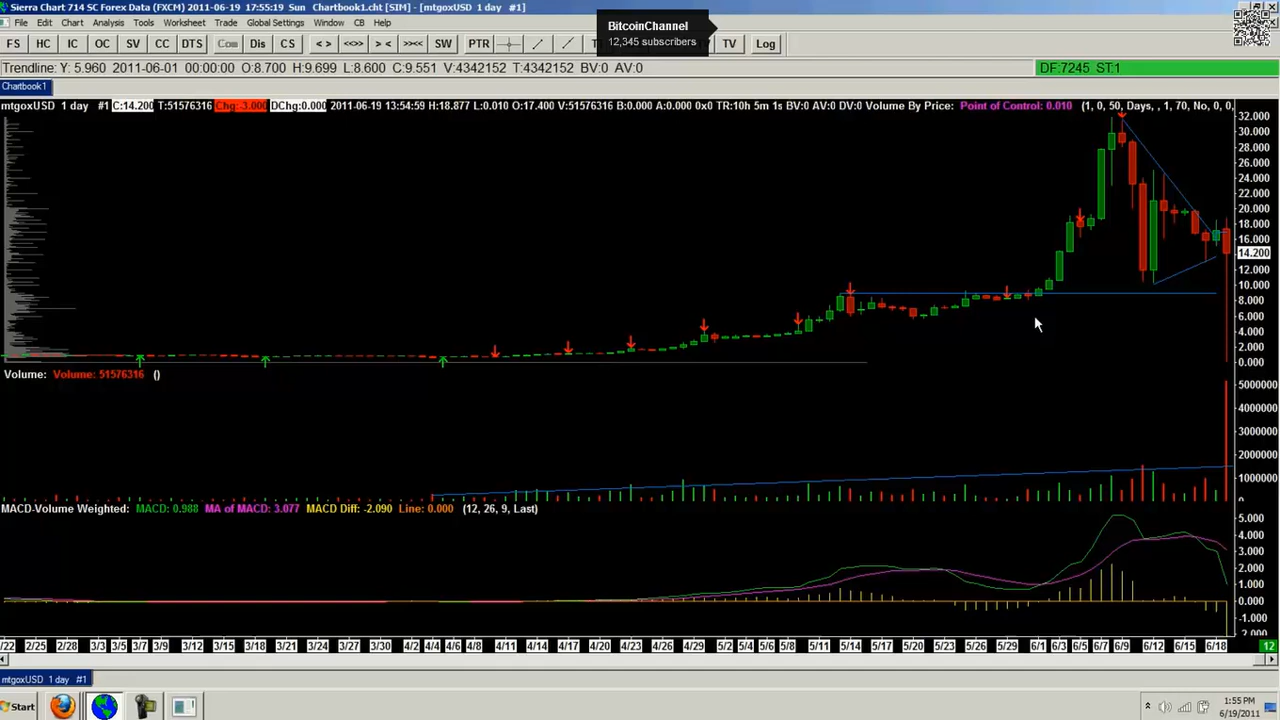 Sierra Chart 714 SC Forex Data (FXCM) 2011-06-19 17:55:19 Sun Chartbook1.cht [SIM] - [mtgoxUSD 1 day #1]
File Edit Chart Analysis Tools Worksheet Trade Global Settings Window CB Help
BitcoinChannel
12,345 subscribers
FS HC IC OC SV CC DTS Com Dis CS < > <<>> > < >>< SW PTR TV Log
Trendline: Y: 5.960 2011-06-01 00:00:00 O:8.700 H:9.699 L:8.600 C:9.551 V:4342152 T:4342152 BV:0 AV:0
DF:7245 ST:1
Chartbook1
mtgoxUSD 1 day #1 C:14.200 T:51576316 Chg:-3.000 DChg:0.000 2011-06-19 13:54:59 H:18.877 L:0.010 O:17.400 V:51576316 B:0.000 A:0.000 0x0 TR:10h 5m 1s BV:0 AV:0 DV:0 Volume By Price: Point of Control: 0.010 (1, 0, 50, Days, , 1, 70, No, 0, 0,
32.000
30.000
28.000
26.000
24.000
22.000
20.000
18.000
16.000
14.200
12.000
10.000
8.000
6.000
4.000
2.000
0.000
Volume: Volume: 51576316 ()
5000000
4000000
3000000
2000000
1000000
0
MACD-Volume Weighted: MACD: 0.988 MA of MACD: 3.077 MACD Diff: -2.090 Line: 0.000 (12, 26, 9, Last)
5.000
4.000
3.000
2.000
1.000
0.000
-1.000
/22 2/25 2/28 3/3 3/6 3/9 3/12 3/18 3/21 3/24 3/27 3/30 4/2 4/5 4/8 4/11 4/14 4/17 4/20 4/23 4/26 4/29 5/2 5/5 5/8 5/11 5/14 5/17 5/20 5/23 5/26 5/29 6/1 6/3 6/5 6/7 6/9 6/12 6/15 6/18 12
mtgoxUSD 1 day #1
Start
1:55 PM
6/19/2011